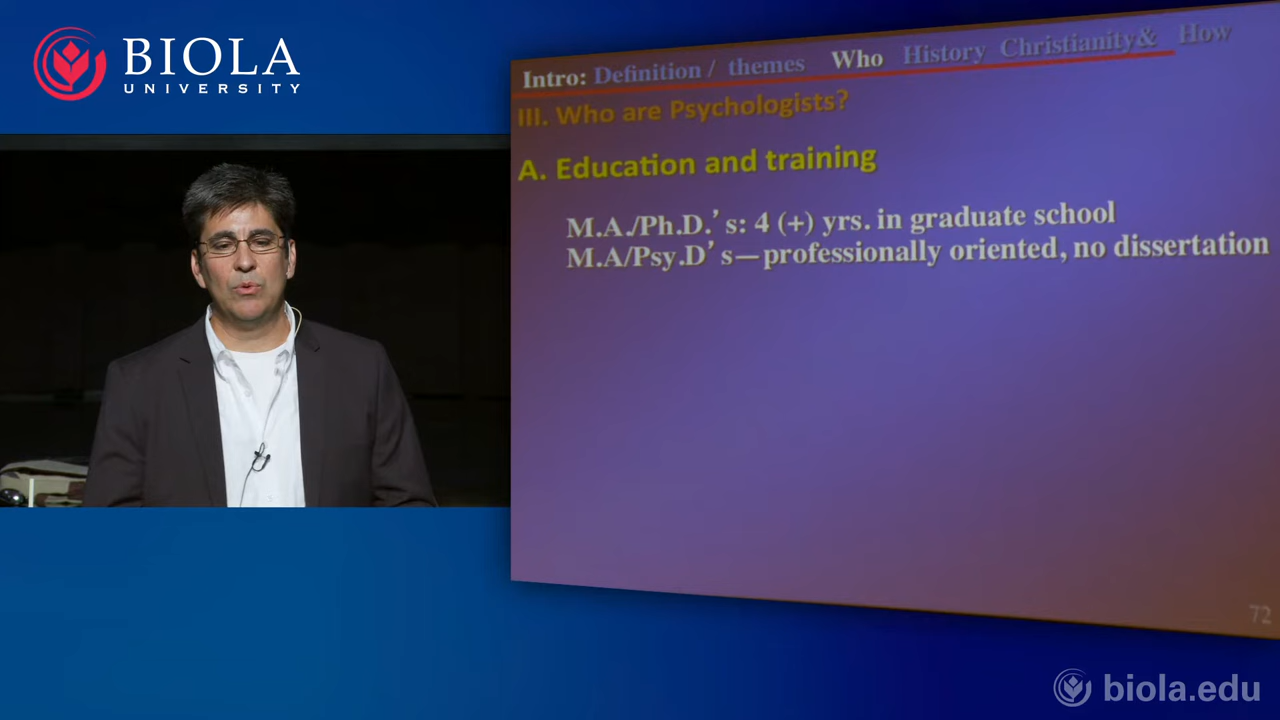 BIOLA
UNIVERSITY
Intro: Definition / themes Who History Christianity& How
III. Who are Psychologists?
A. Education and training
M.A./Ph.D.’s: 4 (+) yrs. in graduate school
M.A/Psy.D’s—professionally oriented, no dissertation
72
biola.edu